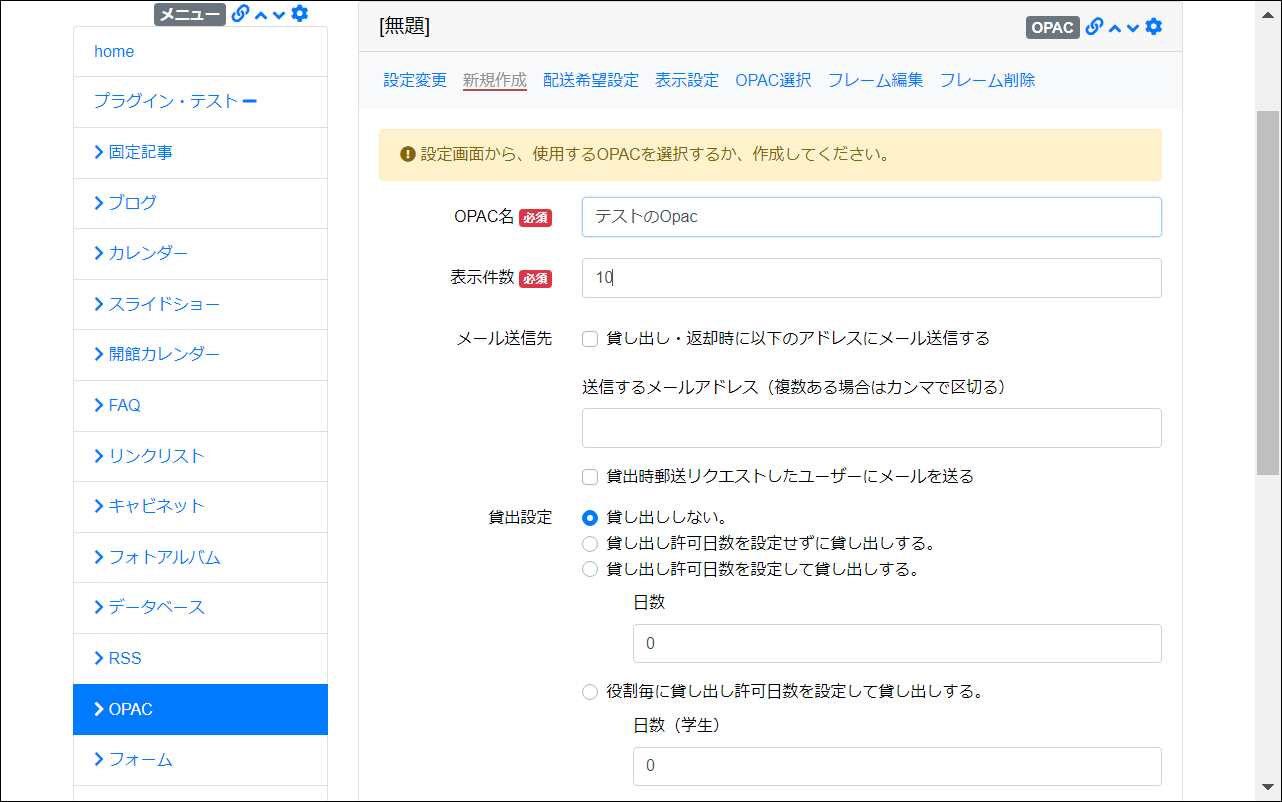 メニュー
home
プラグイン・テスト
固定記事
ブログ
カレンダー
スライドショー
開館カレンダー
FAQ
リンクリスト
キャビネット
フォトアルバム
データベース
RSS
OPAC
フォーム
[無題]
OPAC
設定変更 新規作成 配送希望設定 表示設定 OPAC選択 フレーム編集 フレーム削除
設定画面から、使用するOPACを選択するか、作成してください。
OPAC名 必須 テストのOpac
表示件数 必須 10
メール送信先 貸し出し・返却時に以下のアドレスにメール送信する
送信するメールアドレス（複数ある場合はカンマで区切る）
貸出時郵送リクエストしたユーザーにメールを送る
貸出設定 貸し出ししない。
貸し出し許可日数を設定せずに貸し出しする。
貸し出し許可日数を設定して貸し出しする。
日数
0
役割毎に貸し出し許可日数を設定して貸し出しする。
日数（学生）
0